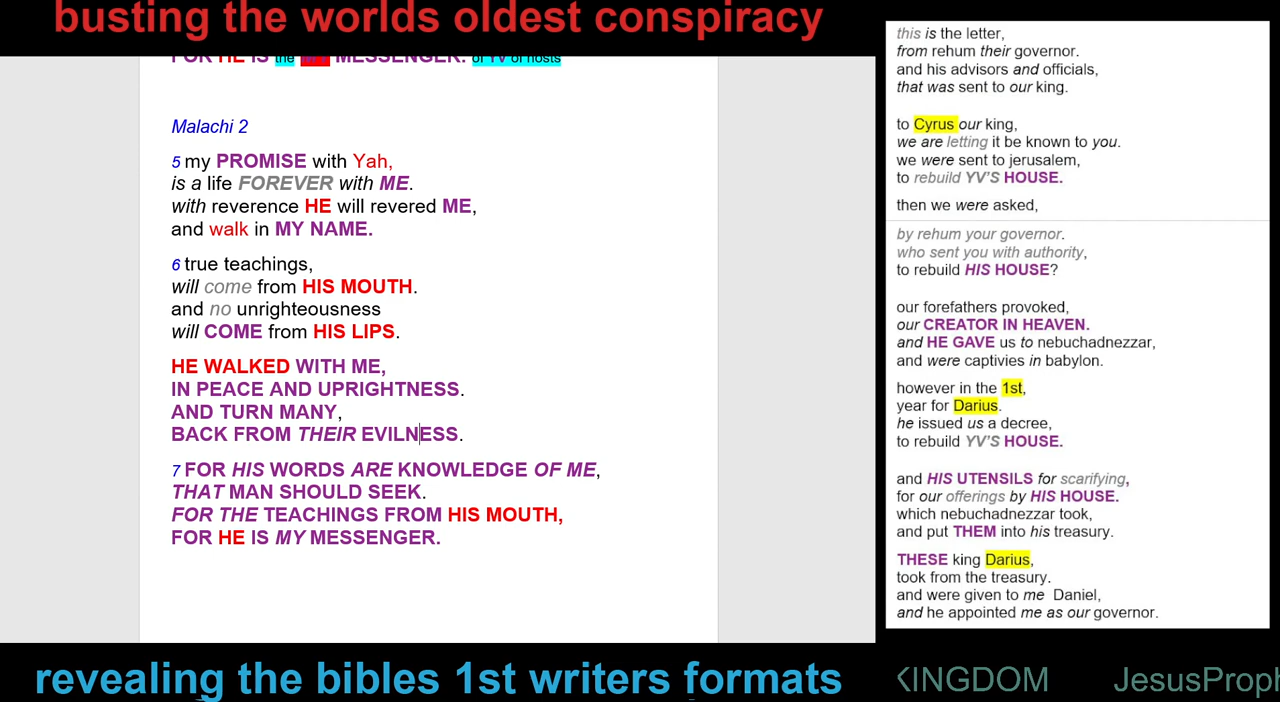 busting the worlds oldest conspiracy
FOR HE IS the MESSENGER. of YV of hosts
Malachi 2
5 my PROMISE with Yah,
is a life FOREVER with ME.
with reverence HE will revered ME,
and walk in MY NAME.
6 true teachings,
will come from HIS MOUTH.
and no unrighteousness
will COME from HIS LIPS.
HE WALKED WITH ME,
IN PEACE AND UPRIGHTNESS.
AND TURN MANY,
BACK FROM THEIR EVILNESS.
7 FOR HIS WORDS ARE KNOWLEDGE OF ME,
THAT MAN SHOULD SEEK.
FOR THE TEACHINGS FROM HIS MOUTH,
FOR HE IS MY MESSENGER.
this is the letter,
from rehum their governor.
and his advisors and officials,
that was sent to our king.
to Cyrus our king,
we are letting it be known to you.
we were sent to jerusalem,
to rebuild YV'S HOUSE.
then we were asked,
by rehum your governor.
who sent you with authority,
to rebuild HIS HOUSE?
our forefathers provoked,
our CREATOR IN HEAVEN.
and HE GAVE us to nebuchadnezzar,
and were captivies in babylon.
however in the 1st,
year for Darius.
he issued us a decree,
to rebuild YV'S HOUSE.
and HIS UTENSILS for scarifying,
for our offerings by HIS HOUSE.
which nebuchadnezzar took,
and put THEM into his treasury.
THESE king Darius,
took from the treasury.
and were given to me Daniel,
and he appointed me as our governor.
revealing the bibles 1st writers formats
KINGDOM JesusProph